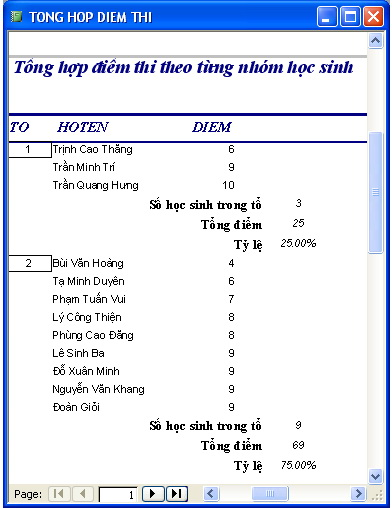 TONG HOP DIEM THI
Tổng hợp điểm thi theo từng nhóm học sinh
TO HOTEN DIEM
1 Trịnh Cao Thăng 6
Trần Minh Trí 9
Trần Quang Hưng 10
Số học sinh trong tổ 3
Tổng điểm 25
Tỷ lệ 25.00%
2 Bùi Văn Hoàng 4
Tạ Minh Duyên 6
Phạm Tuấn Vui 7
Lý Công Thiện 8
Phùng Cao Đăng 8
Lê Sinh Ba 9
Đỗ Xuân Minh 9
Nguyễn Văn Khang 9
Đoàn Giỏi 9
Số học sinh trong tổ 9
Tổng điểm 69
Tỷ lệ 75.00%
Page: 1